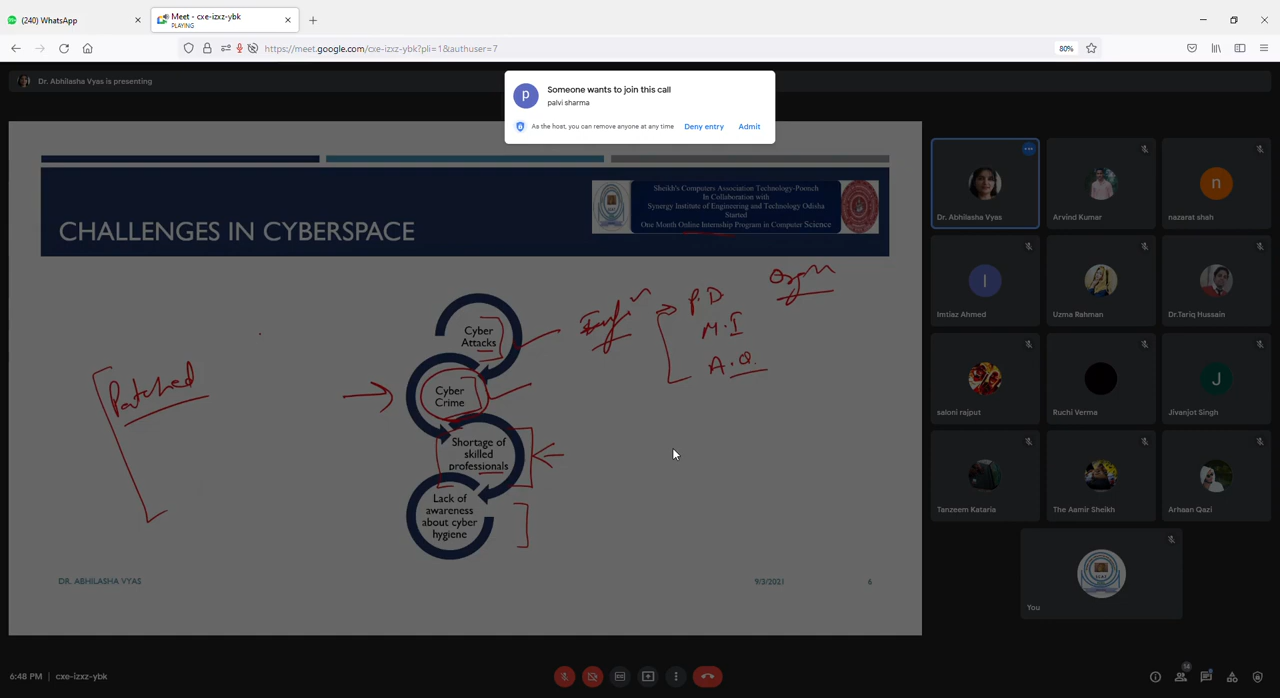 (240) WhatsApp
Meet - cxe-izxz-ybk
PLAYING
https://meet.google.com/cxe-izxz-ybk?pli=1&authuser=7
80%
Dr. Abhilasha Vyas is presenting
P
Someone wants to join this call
palvi sharma
As the host, you can remove anyone at any time
Deny entry
Admit
CHALLENGES IN CYBERSPACE
Sheikh's Computers Association Technology-Poonch
In Collaboration with
Synergy Institute of Engineering and Technology Odisha
Started
One Month Online Internship Program in Computer Science
Cyber
Attacks
Cyber
Crime
Shortage of
skilled
professionals
Lack of
awareness
about cyber
hygiene
Patched
P.D
M.I
A.Q.
DR. ABHILASHA VYAS
9/3/2021
6
Dr. Abhilasha Vyas
Arvind Kumar
n
nazarat shah
I
Imtiaz Ahmed
Uzma Rahman
Dr.Tariq Hussain
saloni rajput
Ruchi Verma
J
Jivanjot Singh
Tanzeem Kataria
The Aamir Sheikh
Arhaan Qazi
You
6:48 PM | cxe-izxz-ybk
14